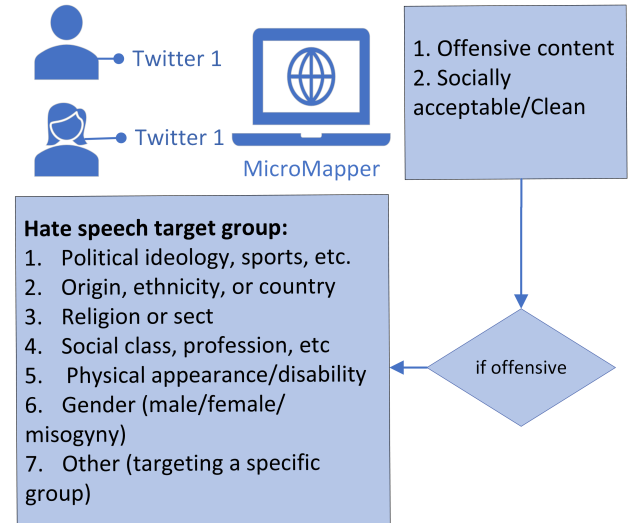 Twitter 1
Twitter 1
MicroMapper
1. Offensive content
2. Socially
acceptable/Clean
if offensive
Hate speech target group:
1. Political ideology, sports, etc.
2. Origin, ethnicity, or country
3. Religion or sect
4. Social class, profession, etc
5. Physical appearance/disability
6. Gender (male/female/
misogyny)
7. Other (targeting a specific
group)